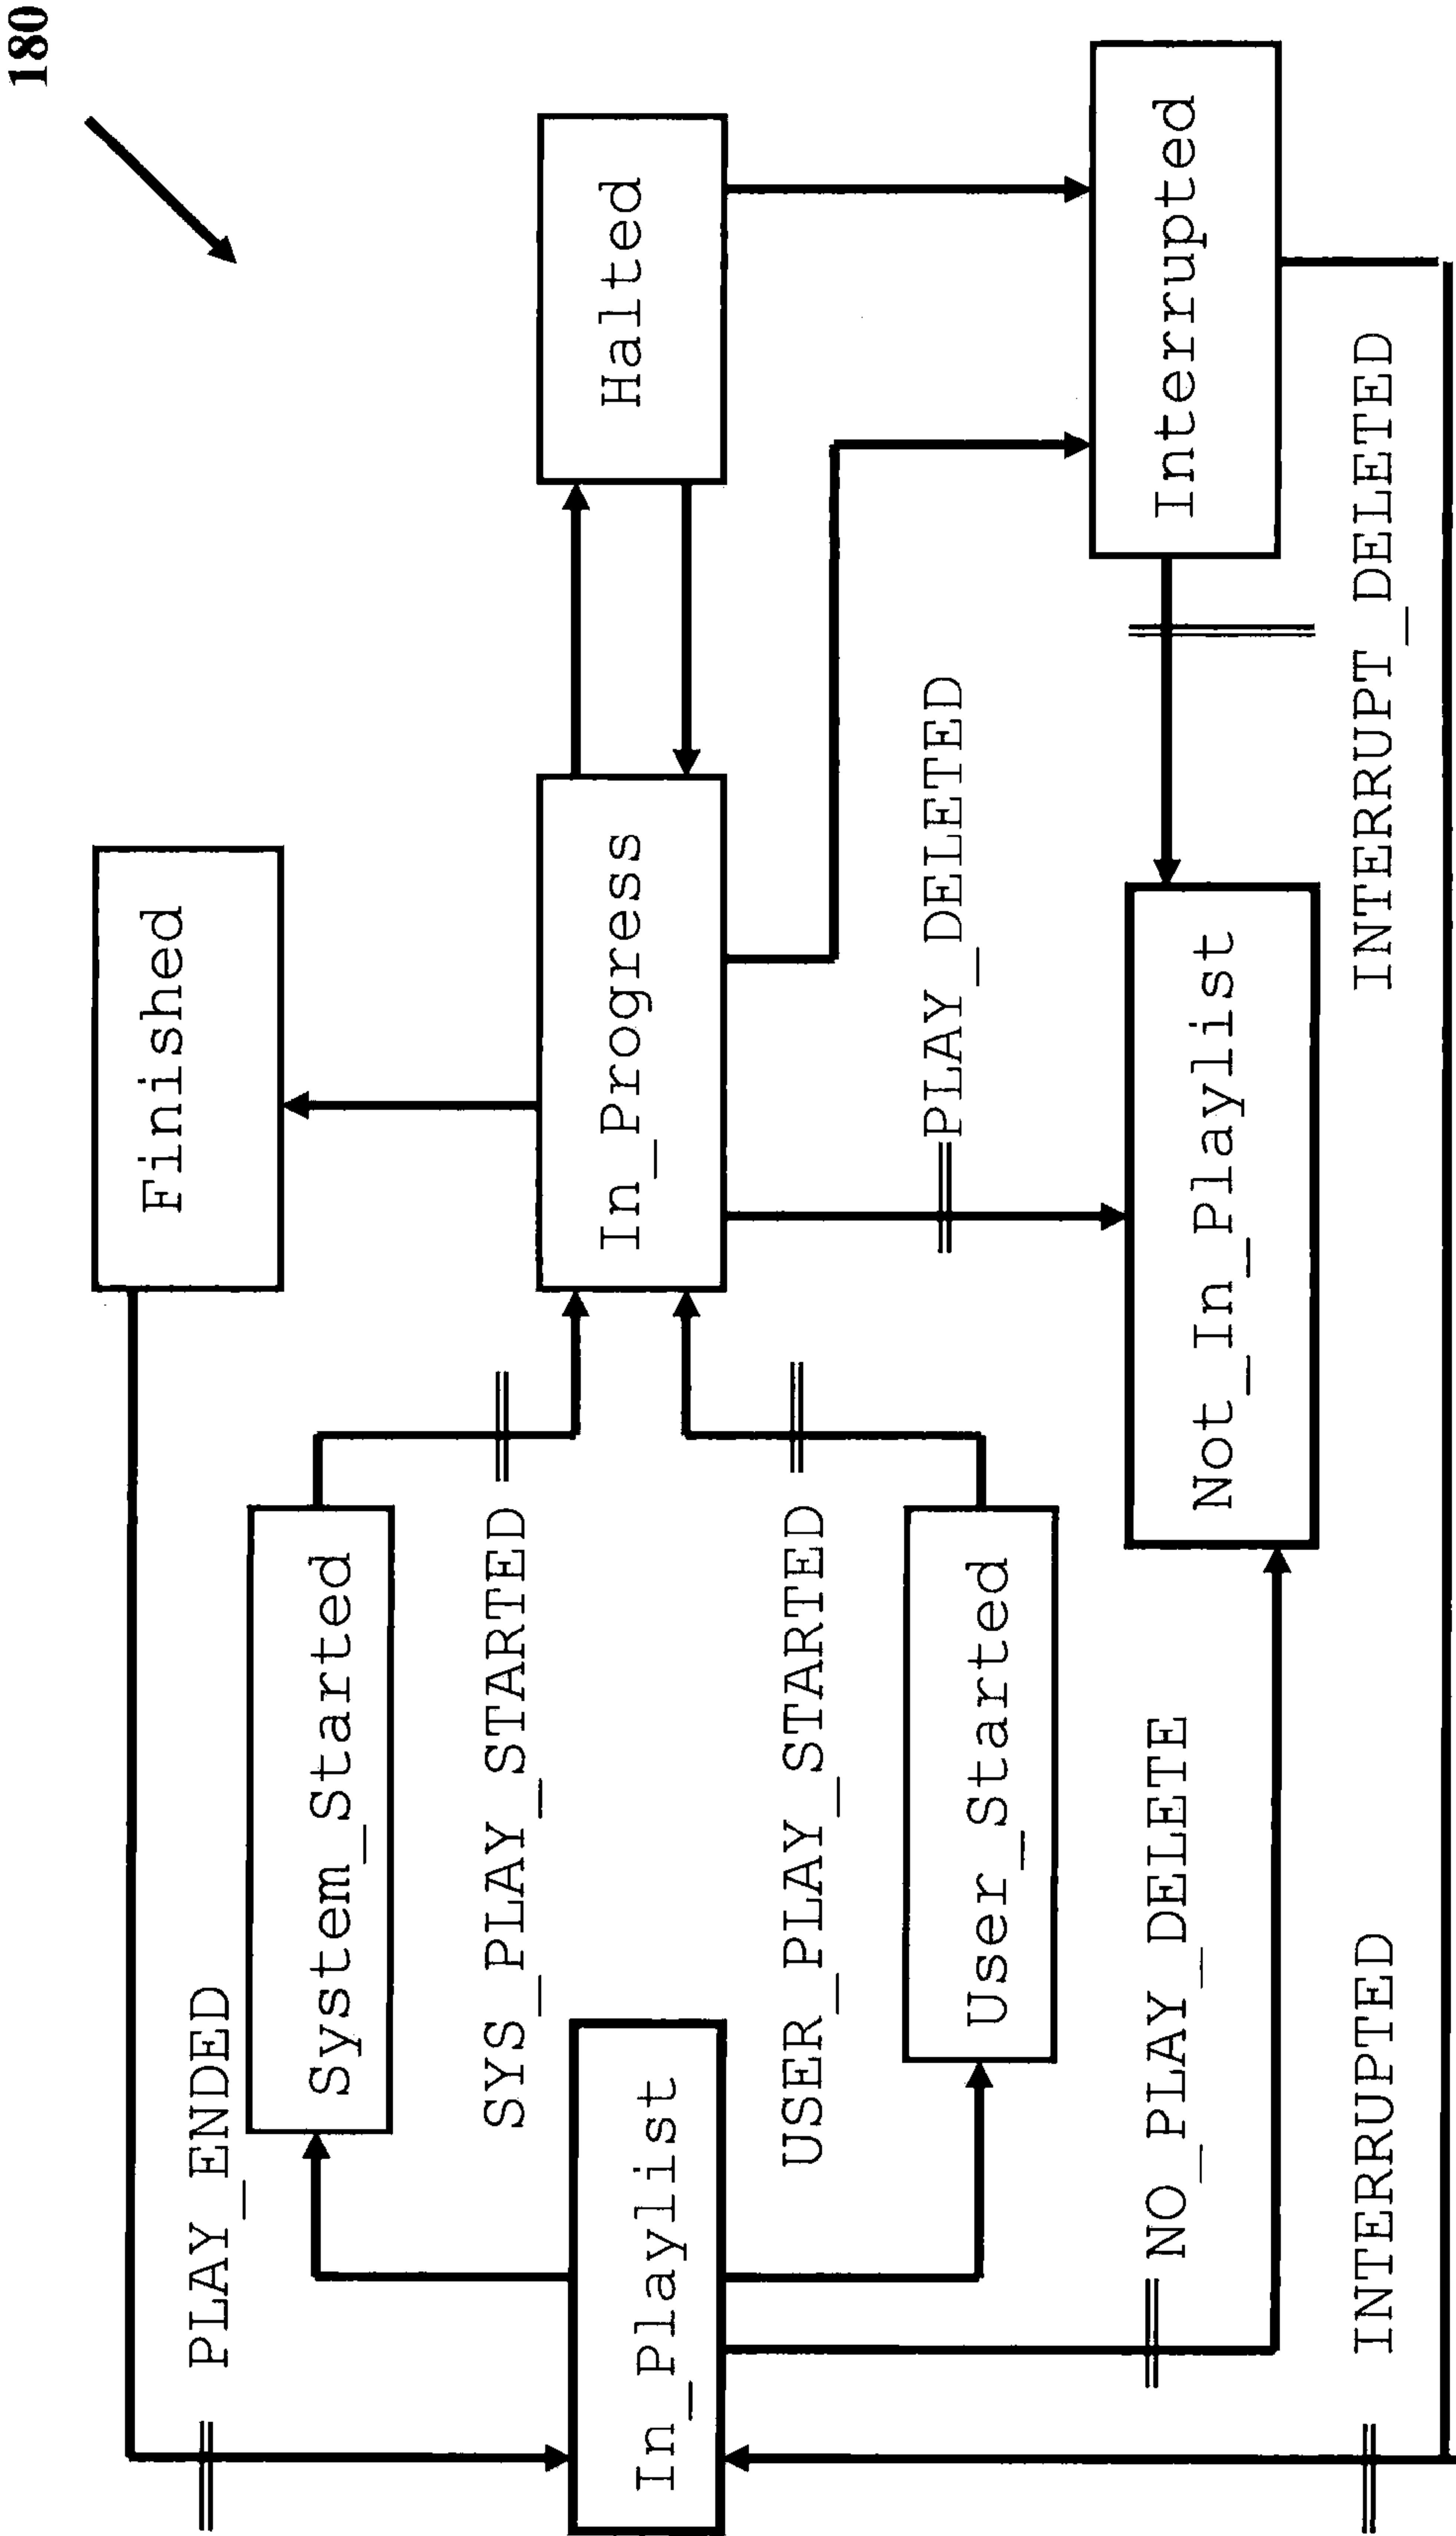 180
PLAY_ENDED
Finished
System_Started
SYS_PLAY_STARTED
In_Playlist
In_Progress
Halted
USER_PLAY_STARTED
User_Started
PLAY_DELETED
NO_PLAY_DELETE
Not_In_Playlist
Interrupted
INTERRUPTED
INTERRUPT_DELETED